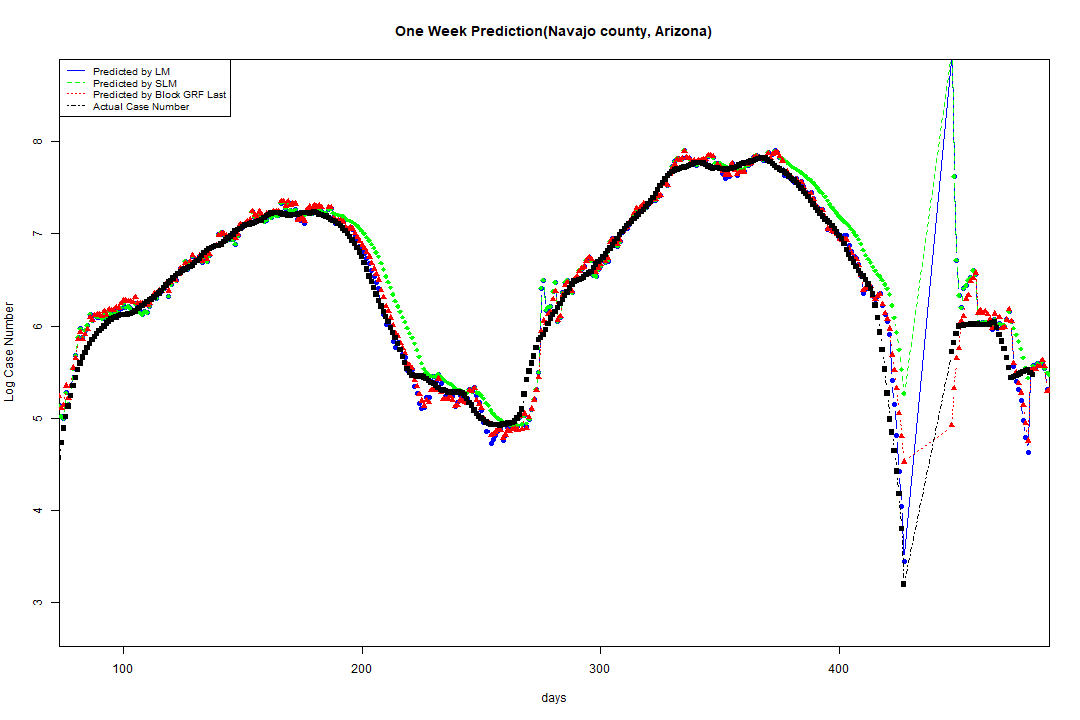 One Week Prediction(Navajo county, Arizona)
Predicted by LM
Predicted by SLM
Predicted by Block GRF Last
Actual Case Number
8
7
6
5
4
3
Log Case Number
100 200 300 400
days